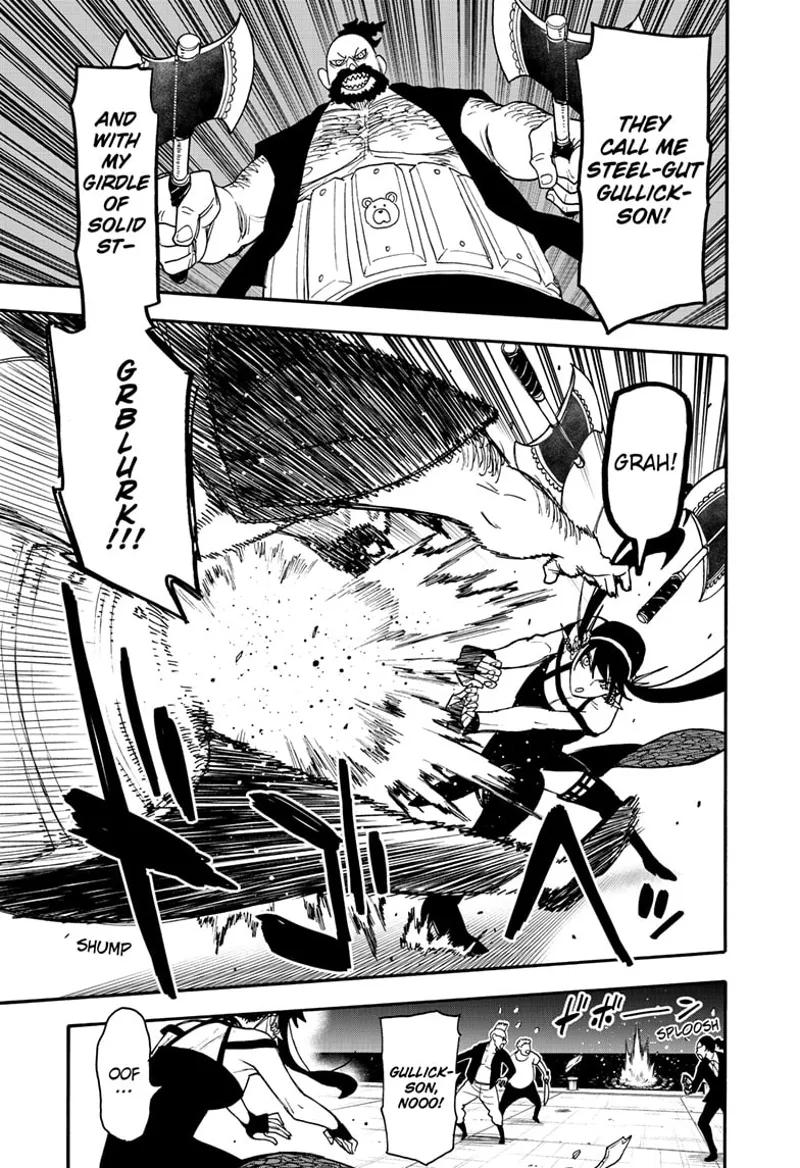 THEY
CALL ME
STEEL-GUT
GULLICK-
SON!
AND
WITH
MY
GIRDLE
OF
SOLID
ST-
GRAH!
GRBLURK!!!
ドゴッ
SHUMP
ドボーン
SPLOOSH
GULLICK-
SON,
NOOO!
OOF
...